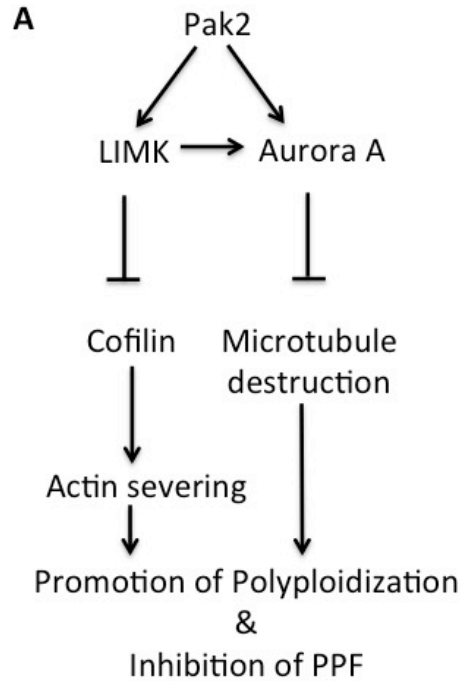 A
Pak2
LIMK Aurora A
Cofilin Microtubule
destruction
Actin severing
Promotion of Polyploidization
&
Inhibition of PPF